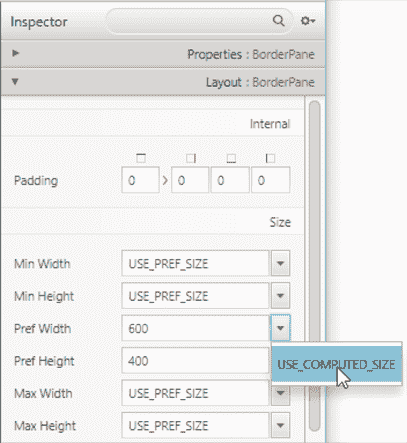 Inspector
Properties : BorderPane
Layout : BorderPane
Internal
Padding 0 0 0 0
Size
Min Width USE_PREF_SIZE
Min Height USE_PREF_SIZE
Pref Width 600
Pref Height 400
USE_COMPUTED_SIZE
Max Width USE_PREF_SIZE
Max Height USE_PREF_SIZE